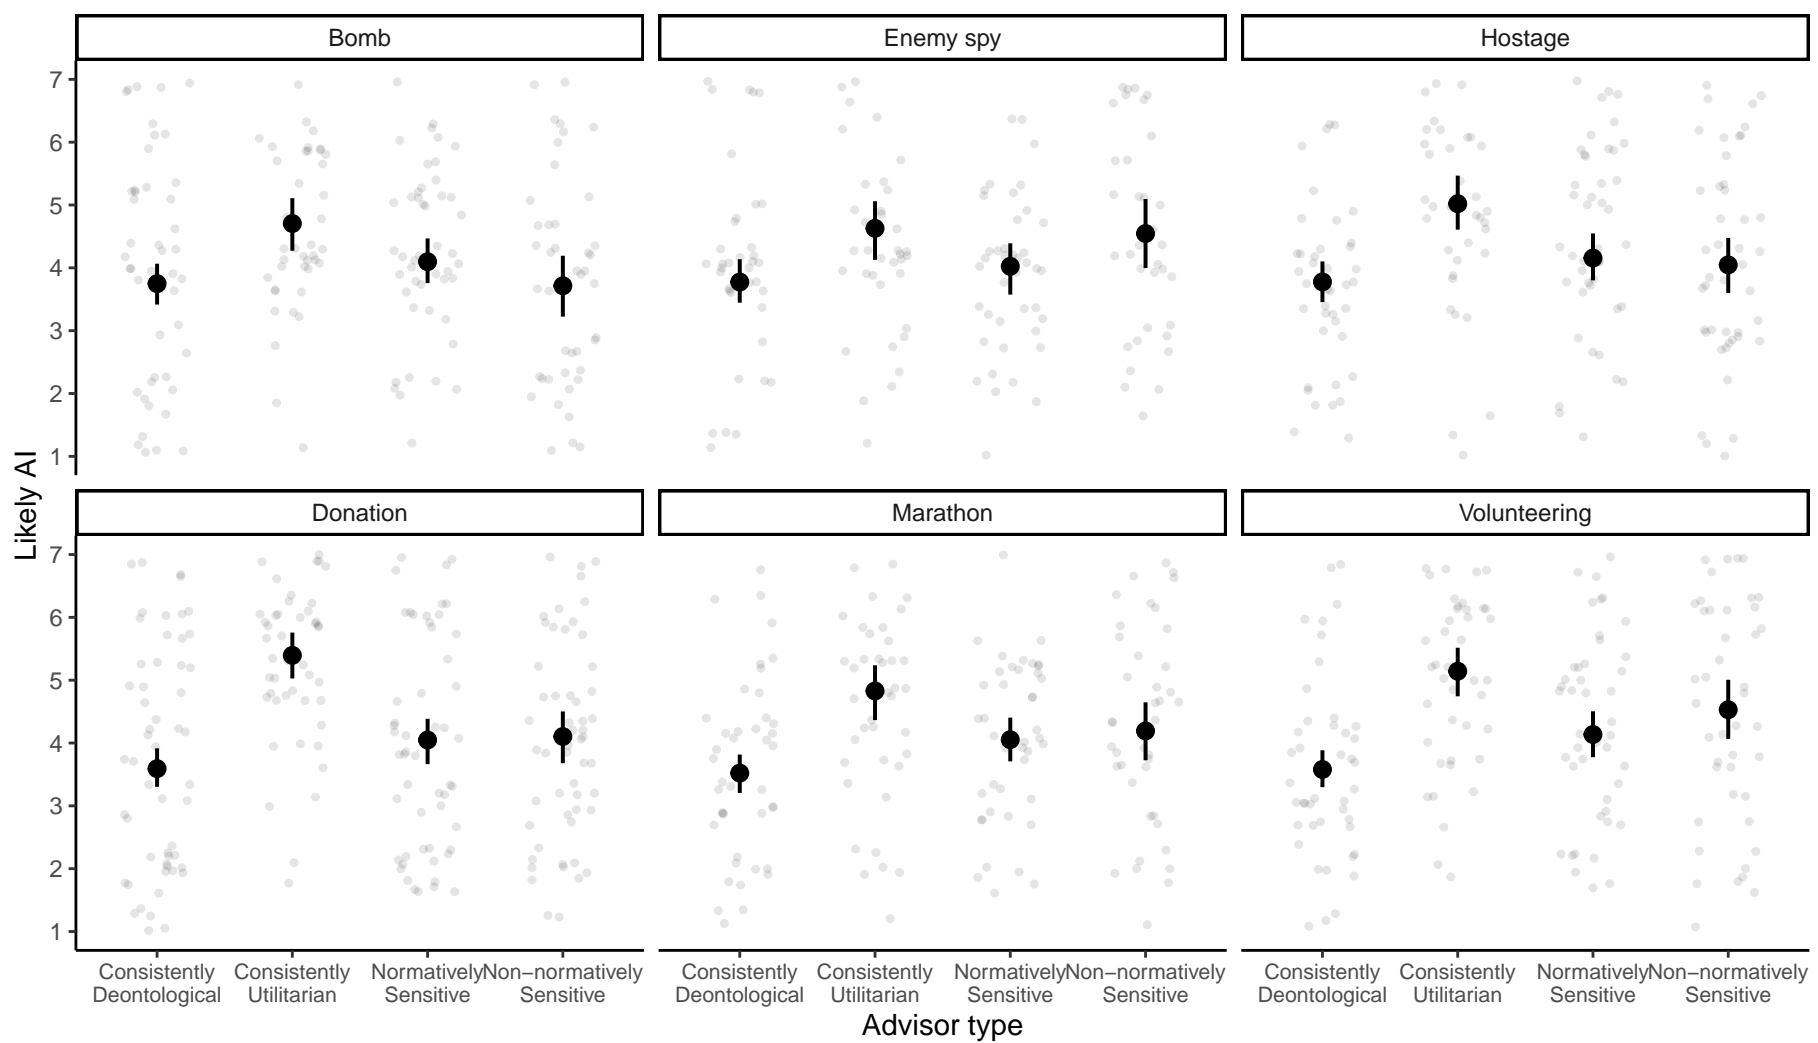 Bomb
Enemy spy
Hostage
7
6
5
4
3
2
1
Likely AI
Donation
Marathon
Volunteering
7
6
5
4
3
2
1
Consistently
Deontological
Consistently
Utilitarian
Normatively
Sensitive
Non−normatively
Sensitive
Consistently
Deontological
Consistently
Utilitarian
Normatively
Sensitive
Non−normatively
Sensitive
Consistently
Deontological
Consistently
Utilitarian
Normatively
Sensitive
Non−normatively
Sensitive
Advisor type